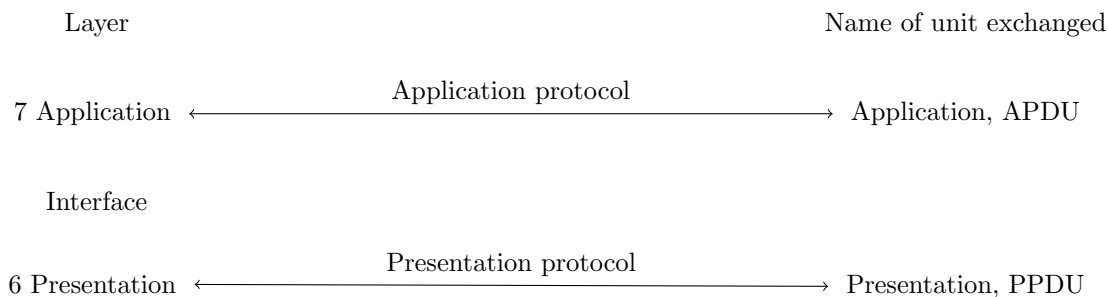 Layer Name of unit exchanged
Application protocol
7 Application Application, APDU
Interface
Presentation protocol
6 Presentation Presentation, PPDU